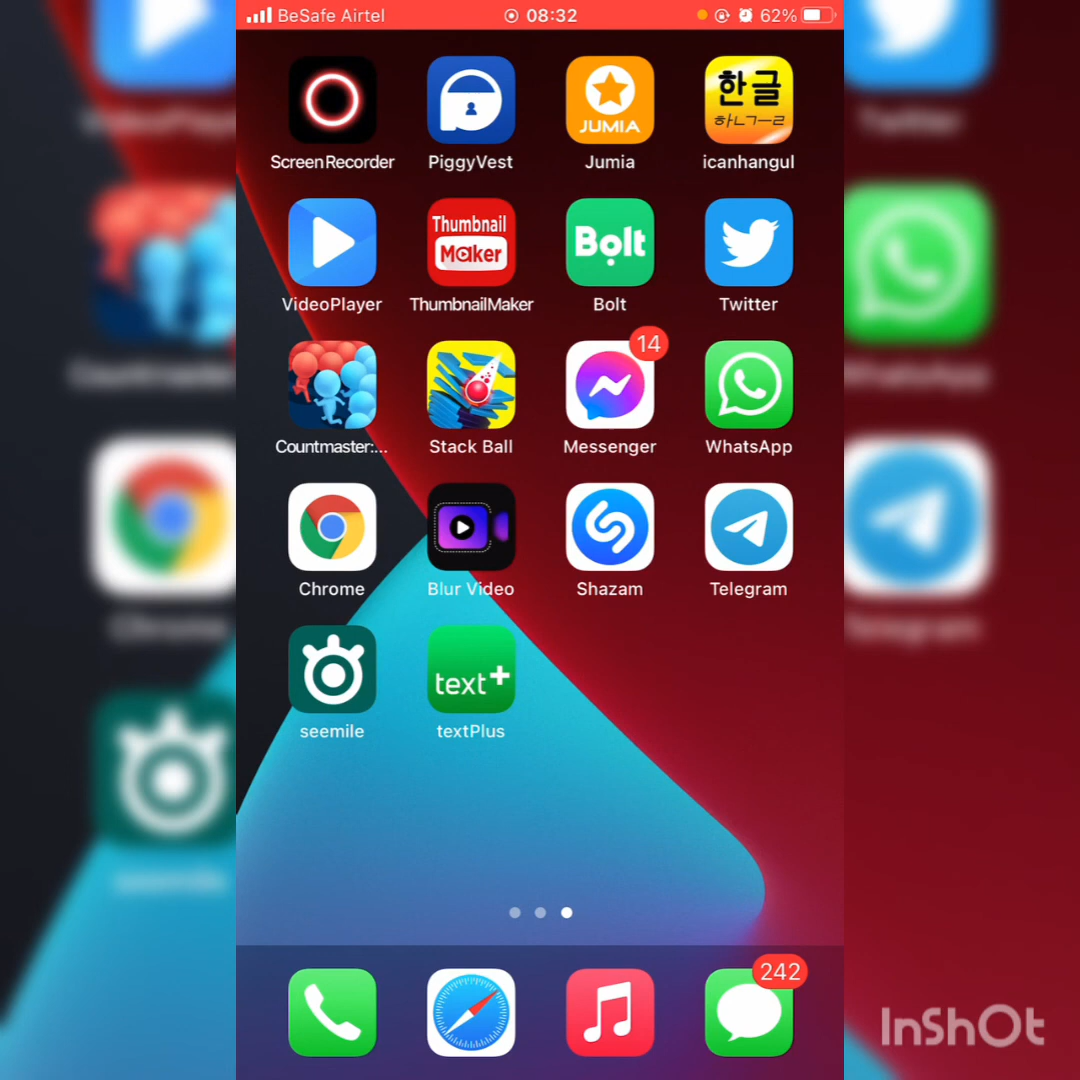 BeSafe Airtel 08:32 62%
JUMIA
한글
하ㄴㄱㅡㄹ
Screen Recorder PiggyVest Jumia icanhangul
Thumbnail
Maker
Bolt
VideoPlayer ThumbnailMaker Bolt Twitter
14
Countmaster:... Stack Ball Messenger WhatsApp
Chrome Blur Video Shazam Telegram
text+
seemile textPlus
242
InShOt